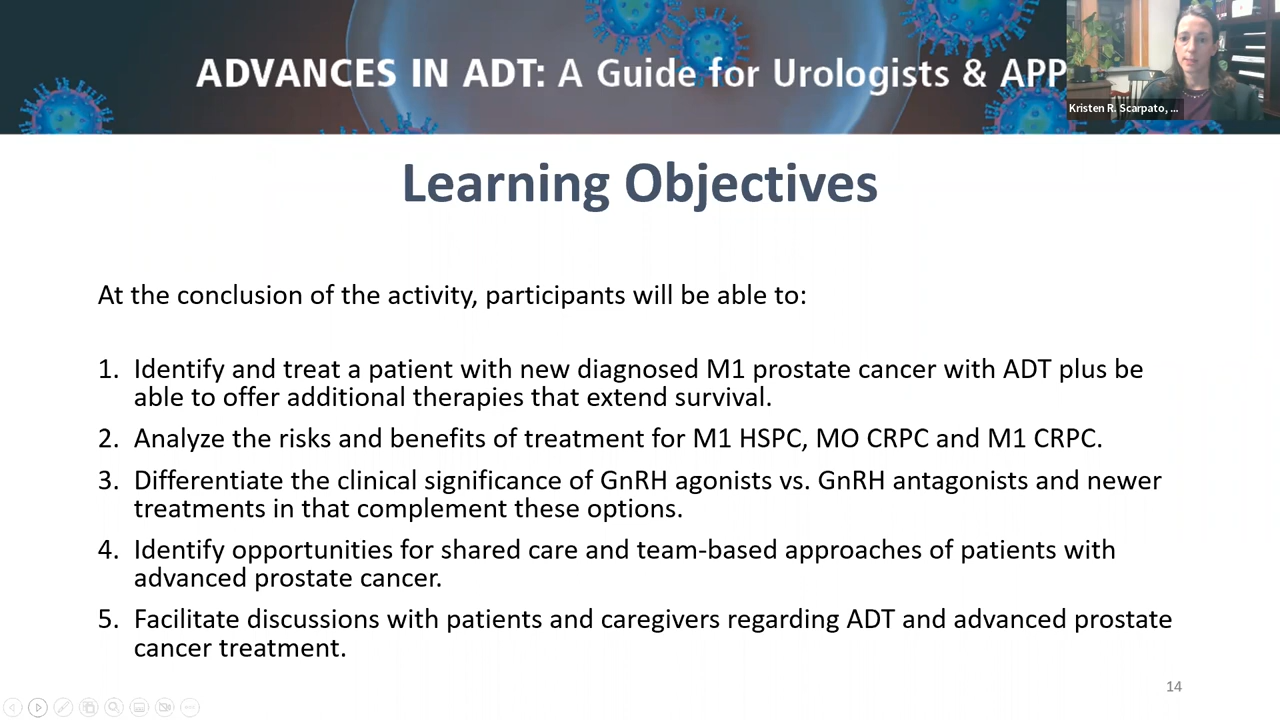 ADVANCES IN ADT: A Guide for Urologists & APP
Kristen R. Scarpato, ...
Learning Objectives
At the conclusion of the activity, participants will be able to:
1. Identify and treat a patient with new diagnosed M1 prostate cancer with ADT plus be
able to offer additional therapies that extend survival.
2. Analyze the risks and benefits of treatment for M1 HSPC, MO CRPC and M1 CRPC.
3. Differentiate the clinical significance of GnRH agonists vs. GnRH antagonists and newer
treatments in that complement these options.
4. Identify opportunities for shared care and team-based approaches of patients with
advanced prostate cancer.
5. Facilitate discussions with patients and caregivers regarding ADT and advanced prostate
cancer treatment.
14